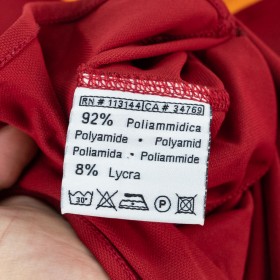 RN # 113144 CA # 34769
92% Poliammidica
Polyamide • Polyamid
Poliamida • Poliammide
8% Lycra
30°
P